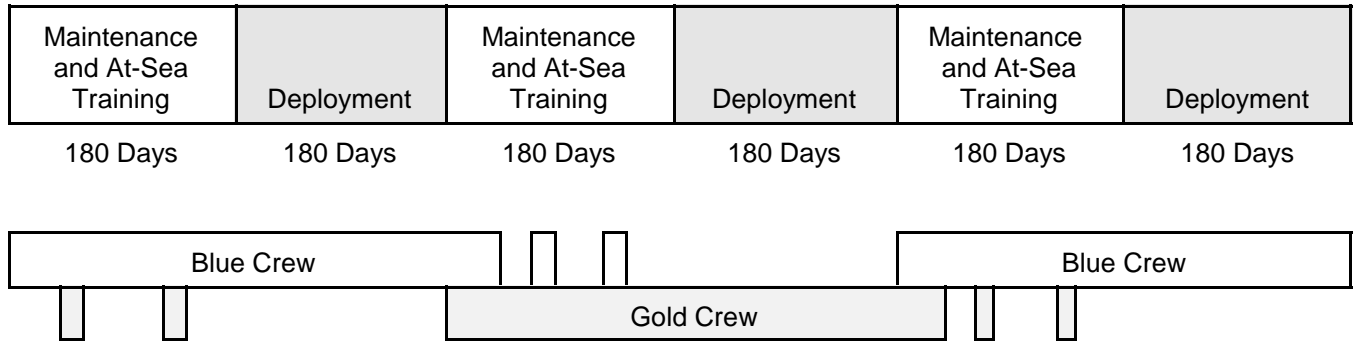 Maintenance
and At-Sea
Training
Deployment
Maintenance
and At-Sea
Training
Deployment
Maintenance
and At-Sea
Training
Deployment
180 Days 180 Days 180 Days 180 Days 180 Days 180 Days
Blue Crew Blue Crew
Gold Crew